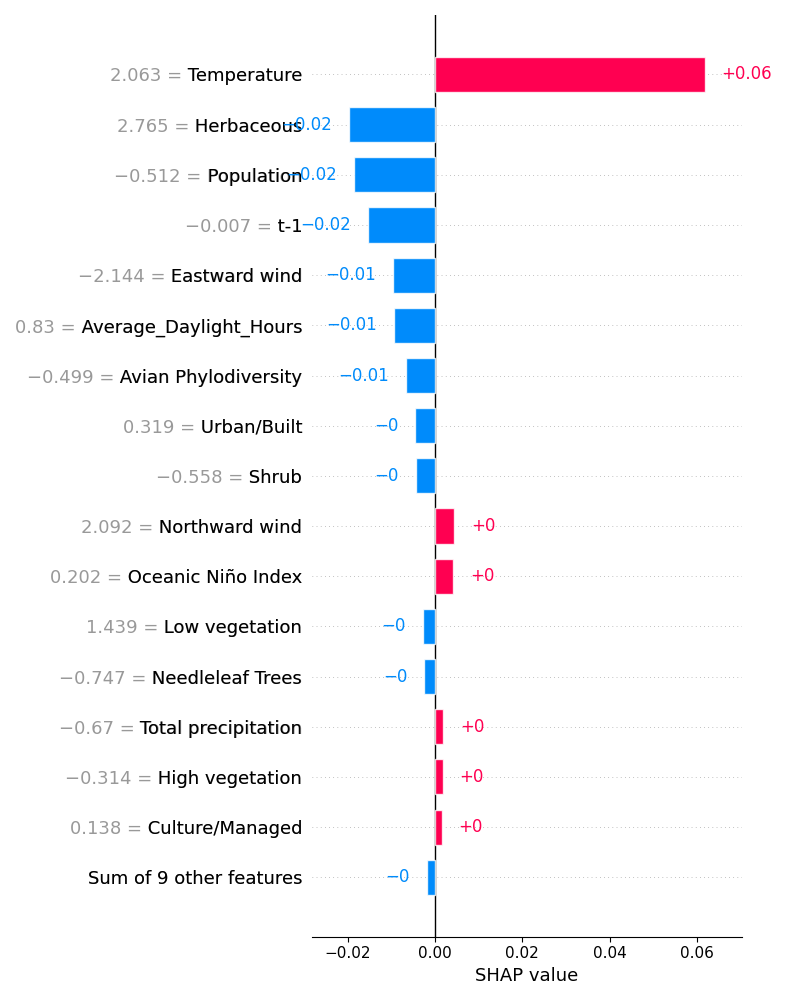 2.063 = Temperature +0.06
2.765 = Herbaceous −0.02
−0.512 = Population −0.02
−0.007 = t-1 −0.02
−2.144 = Eastward wind −0.01
0.83 = Average_Daylight_Hours −0.01
−0.499 = Avian Phylodiversity −0.01
0.319 = Urban/Built −0
−0.558 = Shrub −0
2.092 = Northward wind +0
0.202 = Oceanic Niño Index +0
1.439 = Low vegetation −0
−0.747 = Needleleaf Trees −0
−0.67 = Total precipitation +0
−0.314 = High vegetation +0
0.138 = Culture/Managed +0
Sum of 9 other features −0
−0.02 0.00 0.02 0.04 0.06
SHAP value